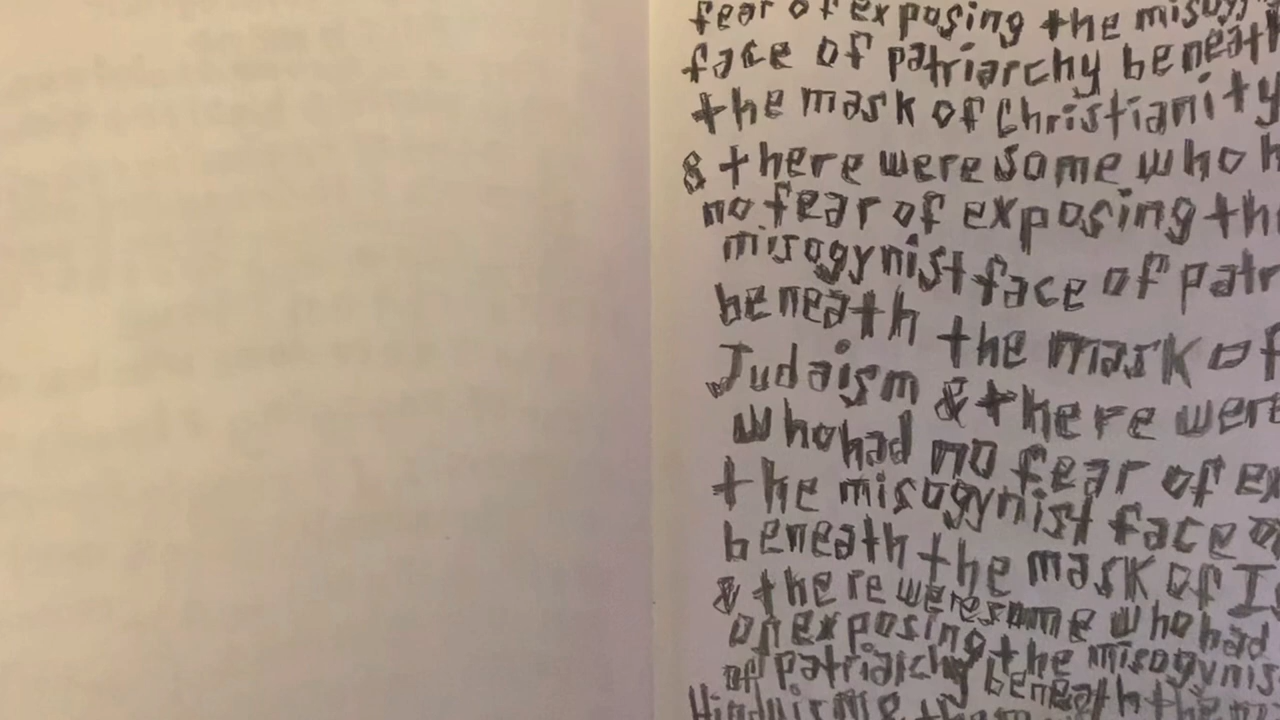 fear of exposing the misogy
face of patriarchy beneath
the mask of Christianity
& there were some who h
no fear of exposing th
misogynist face of patr
beneath the mask of
Judaism & there were
who had no fear of ex
the misogynist face o
beneath the mask of Is
& there were some who had
of exposing the misogynis
of patriarchy beneath the m
Hinduism & the